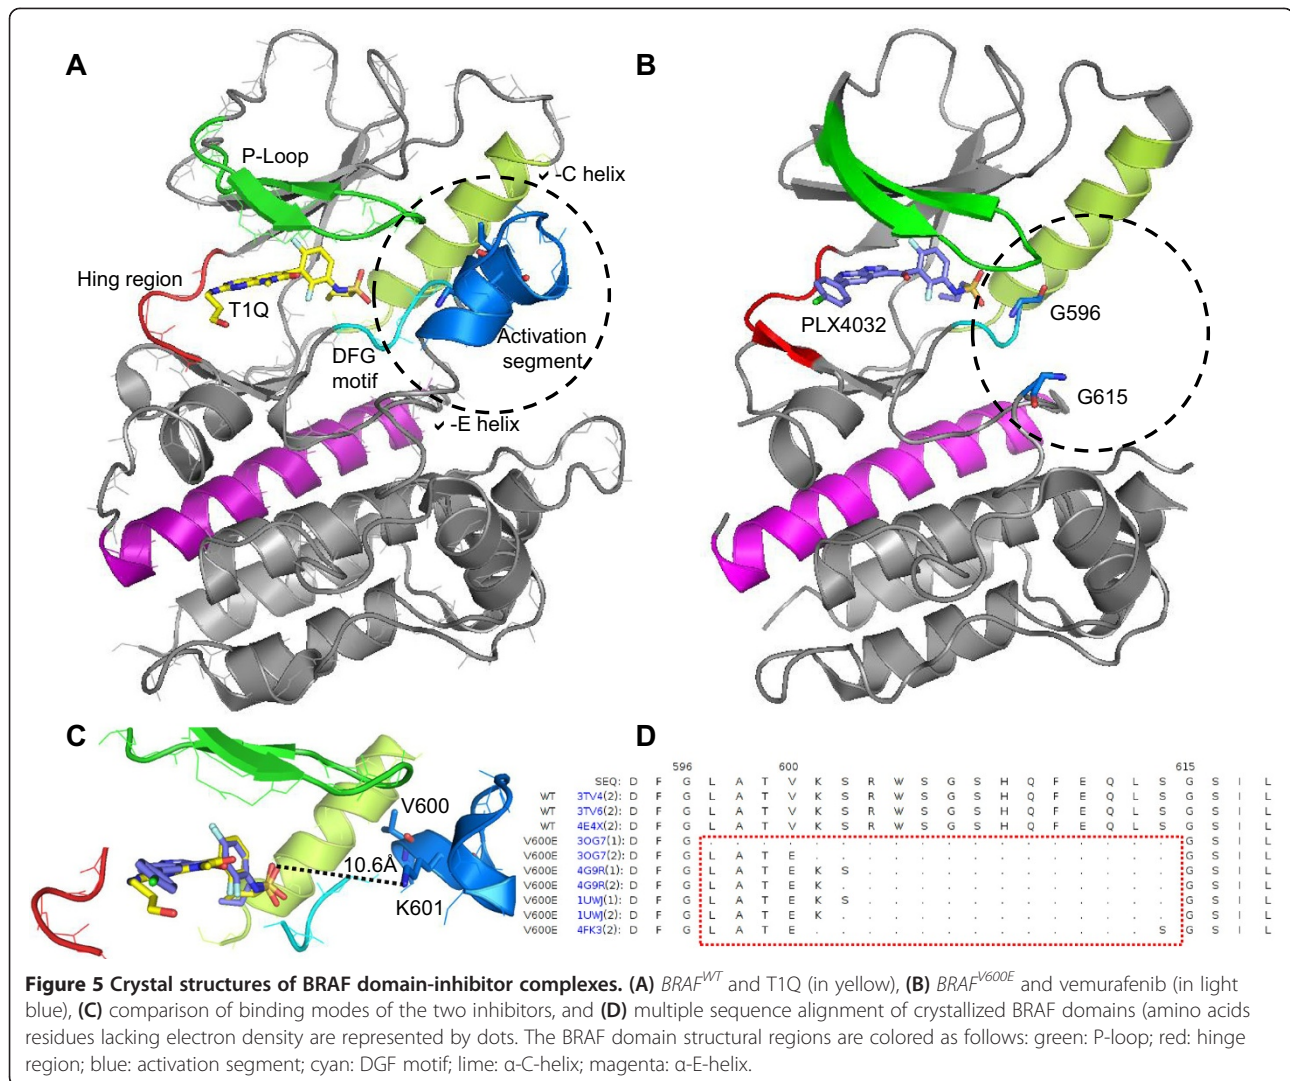 A
B
P-Loop
-C helix
Hing region
T1Q
DFG
motif
Activation
segment
-E helix
PLX4032
G596
G615
C
V600
10.6Å
K601
D
596 600 615
SEQ: D F G L A T V K S R W S G S H Q F E Q L S G S I L
WT 3TV4(2): D F G L A T V K S R W S G S H Q F E Q L S G S I L
WT 3TV6(2): D F G L A T V K S R W S G S H Q F E Q L S G S I L
WT 4E4X(2): D F G L A T V K S R W S G S H Q F E Q L S G S I L
V600E 3OG7(1): D F G . . . . . . . . . . . . . . . . . . G S I L
V600E 3OG7(2): D F G L A T E . . . . . . . . . . . . . . G S I L
V600E 4G9R(1): D F G L A T E K S . . . . . . . . . . . . G S I L
V600E 4G9R(2): D F G L A T E K . . . . . . . . . . . . . G S I L
V600E 1UWJ(1): D F G L A T E K S . . . . . . . . . . . . G S I L
V600E 1UWJ(2): D F G L A T E K . . . . . . . . . . . . . G S I L
V600E 4FK3(2): D F G L A T E . . . . . . . . . . . . . S G S I L
Figure 5 Crystal structures of BRAF domain-inhibitor complexes. (A) BRAF^WT and T1Q (in yellow), (B) BRAF^V600E and vemurafenib (in light
blue), (C) comparison of binding modes of the two inhibitors, and (D) multiple sequence alignment of crystallized BRAF domains (amino acids
residues lacking electron density are represented by dots. The BRAF domain structural regions are colored as follows: green: P-loop; red: hinge
region; blue: activation segment; cyan: DGF motif; lime: α-C-helix; magenta: α-E-helix.